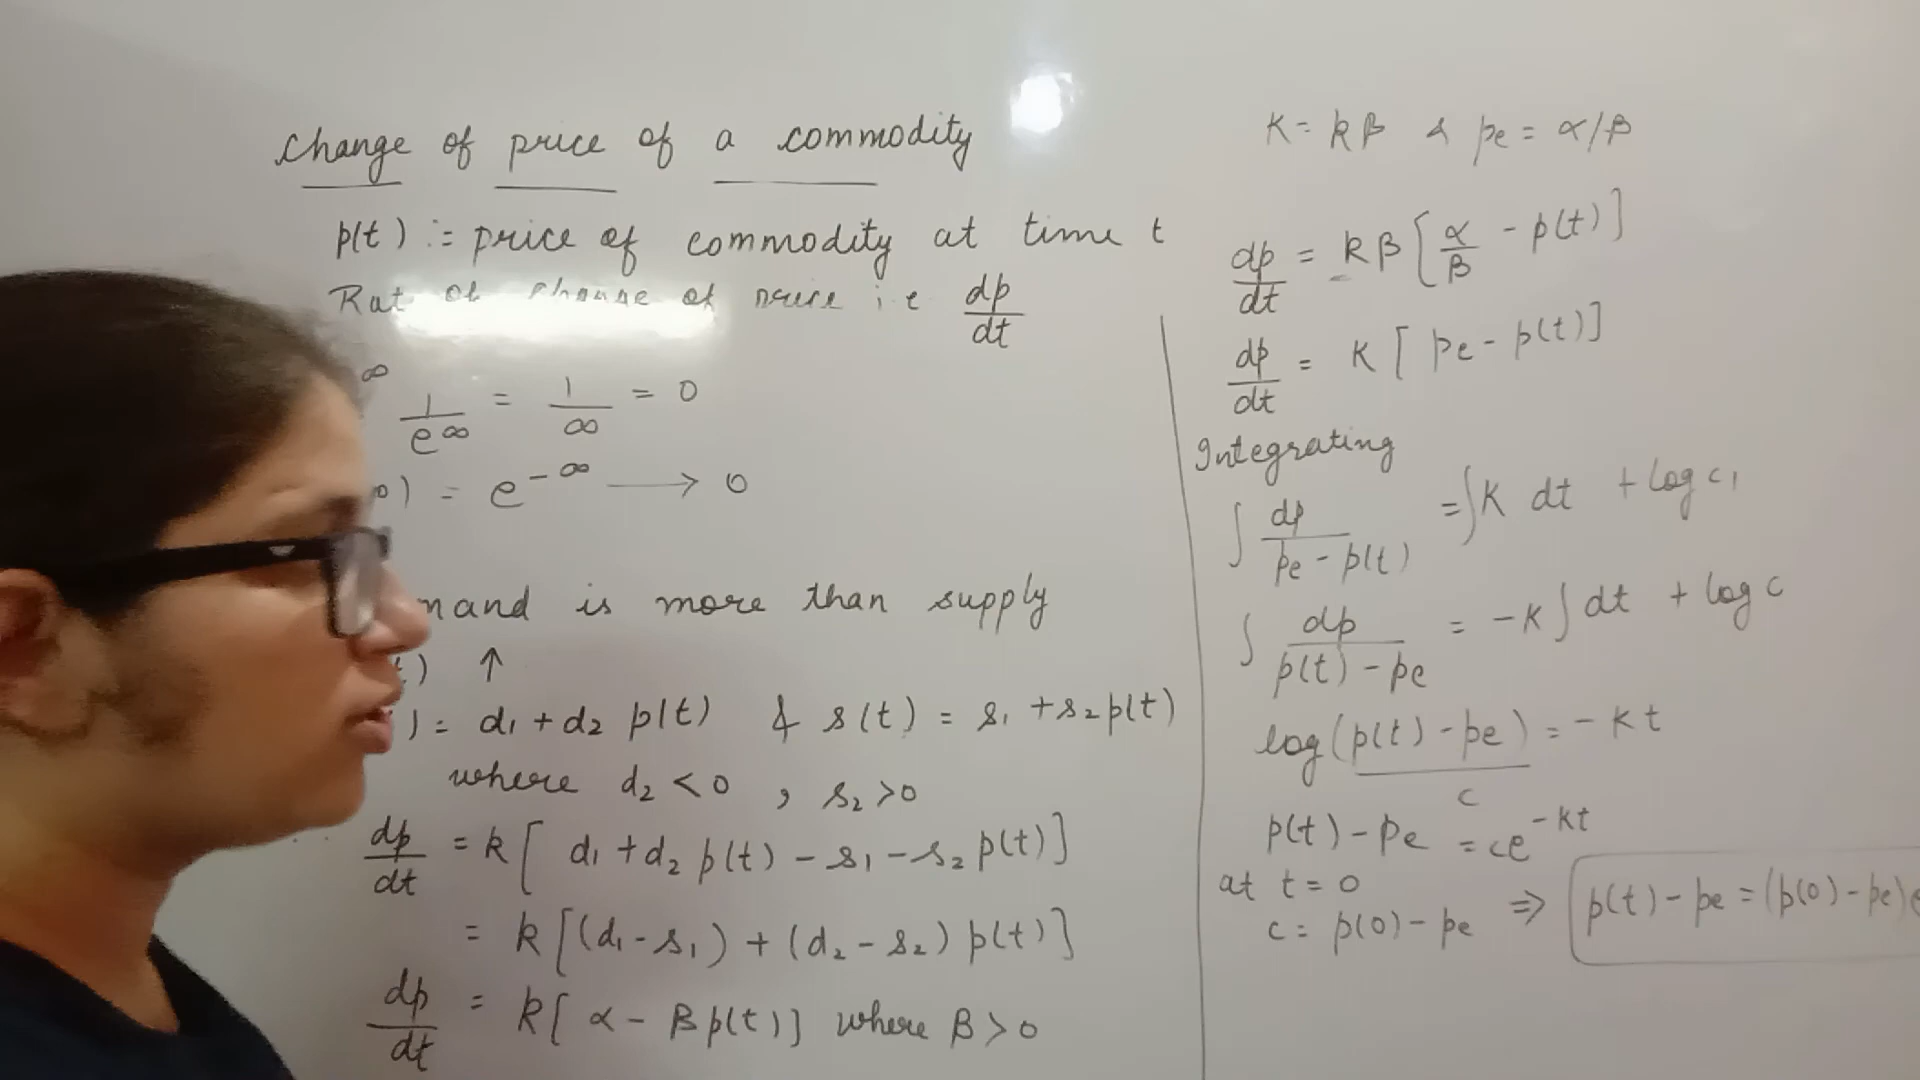 change of price of a commodity
p(t) := price of commodity at time t
Rat of change of price i.e dp/dt
∞
1/e^∞ = 1/∞ = 0
) = e^-∞ → 0
mand is more than supply
) ↑
) = d₁ + d₂ p(t) & s(t) = s₁ + s₂ p(t)
where d₂ < 0 , s₂ > 0
dp/dt = k[ d₁ + d₂ p(t) - s₁ - s₂ p(t)]
= k[(d₁ - s₁) + (d₂ - s₂) p(t)]
dp/dt = k[ α - β p(t)] where β > 0
K = kβ & pe = α/β
dp/dt = kβ [α/β - p(t)]
dp/dt = K [ pe - p(t)]
Integrating
∫ dp/(pe - p(t)) = ∫K dt + log c₁
∫ dp/(p(t) - pe) = -K ∫ dt + log c
log (p(t) - pe)/c = - Kt
p(t) - pe = ce^-Kt
at t = 0
c = p(0) - pe ⇒ p(t) - pe = (p(0) - pe)e